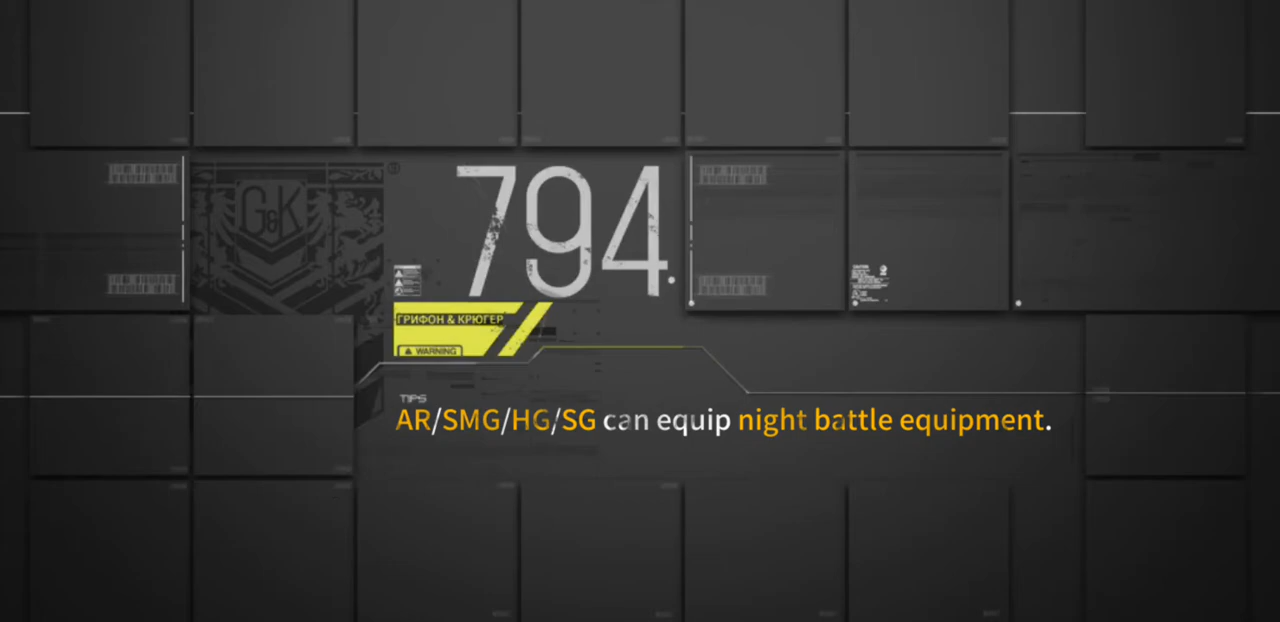 G&K
794.
ГРИФОН & КРЮГЕР
WARNING
TIPS
AR/SMG/HG/SG can equip night battle equipment.